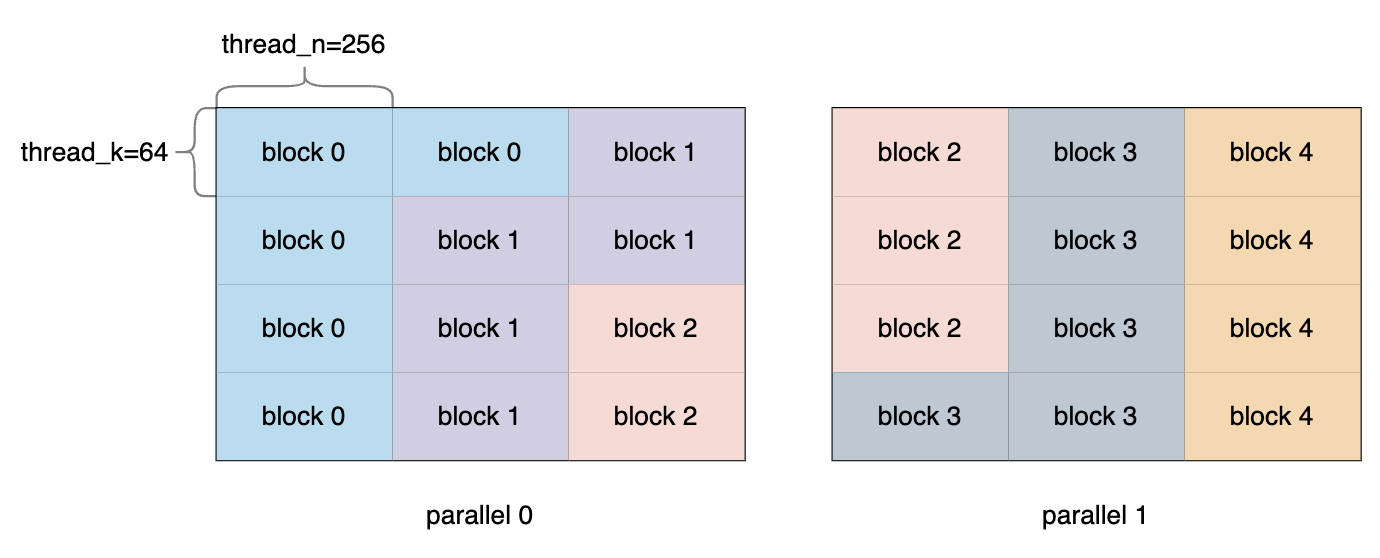 thread_n=256
thread_k=64
block 0 block 0 block 1 block 2 block 3 block 4
block 0 block 1 block 1 block 2 block 3 block 4
block 0 block 1 block 2 block 2 block 3 block 4
block 0 block 1 block 2 block 3 block 3 block 4
parallel 0 parallel 1